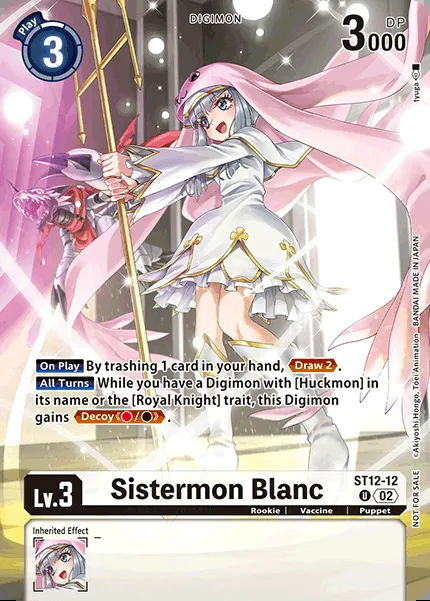 Play
3
DIGIMON
DP
3000
tyuga
On Play By trashing 1 card in your hand, Draw 2.
All Turns While you have a Digimon with [Huckmon] in
its name or the [Royal Knight] trait, this Digimon
gains Decoy《🔴/⚫》.
©Akiyoshi Hongo, Toei Animation BANDAI MADE IN JAPAN
NOT FOR SALE
Lv.3
Sistermon Blanc
ST12-12
U 02
Rookie | Vaccine | Puppet
Inherited Effect
–